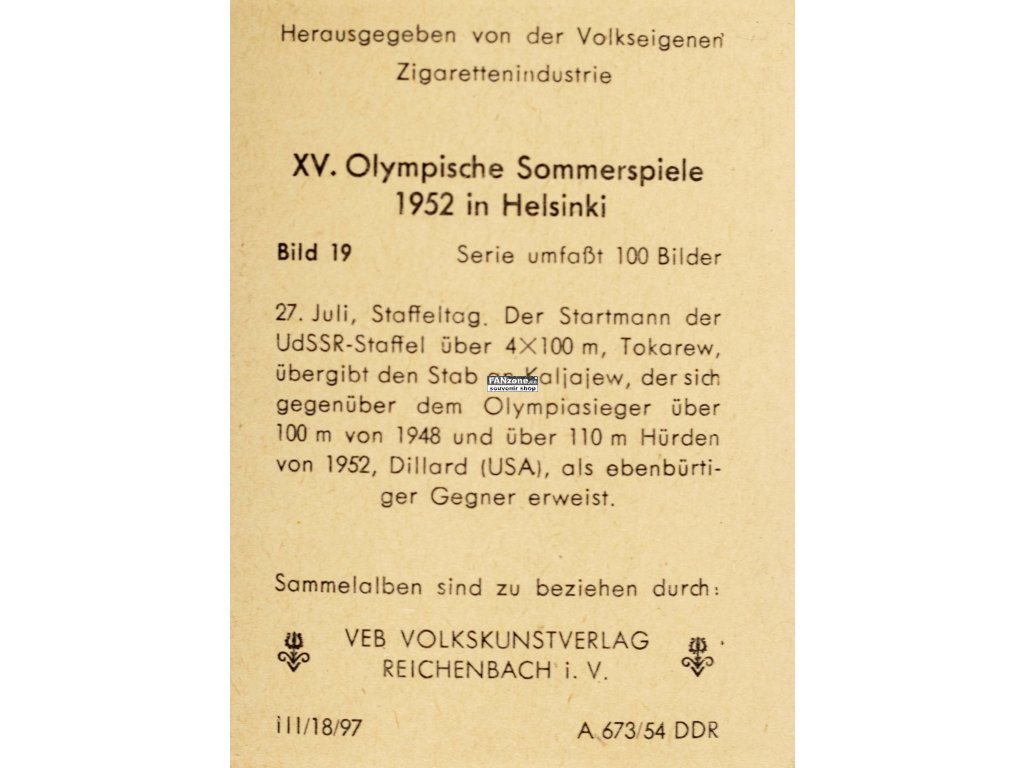 Herausgegeben von der Volkseigenen
Zigarettenindustrie
XV. Olympische Sommerspiele
1952 in Helsinki
Bild 19 Serie umfaßt 100 Bilder
27. Juli, Staffeltag. Der Startmann der
UdSSR-Staffel über 4×100 m, Tokarew,
übergibt den Stab an Kaljajew, der sich
gegenüber dem Olympiasieger über
100 m von 1948 und über 110 m Hürden
von 1952, Dillard (USA), als ebenbürti-
ger Gegner erweist.
Sammelalben sind zu beziehen durch:
VEB VOLKSKUNSTVERLAG
REICHENBACH i. V.
III/18/97 A 673/54 DDR
FANzone
souvenir shop